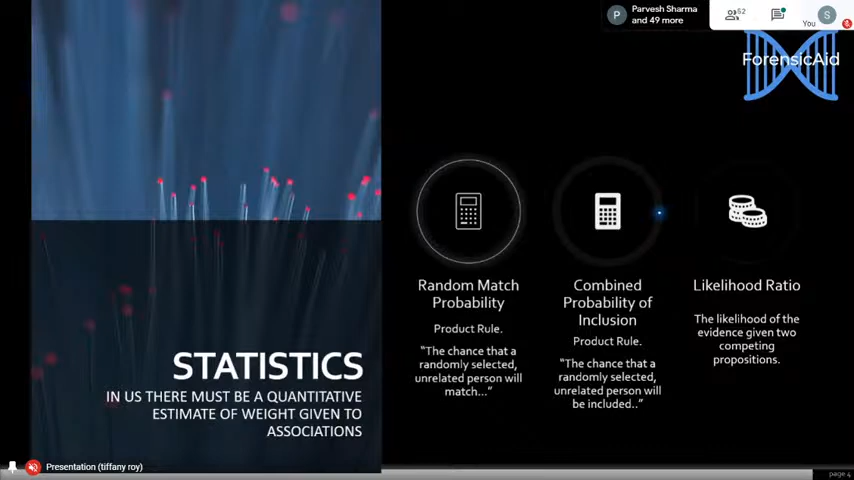 Parvesh Sharma
and 49 more
52
P
S
You
ForensicAid
STATISTICS
IN US THERE MUST BE A QUANTITATIVE
ESTIMATE OF WEIGHT GIVEN TO
ASSOCIATIONS
Random Match
Probability
Product Rule.
“The chance that a
randomly selected,
unrelated person will
match...”
Combined
Probability of
Inclusion
Product Rule.
“The chance that a
randomly selected,
unrelated person will
be included..”
Likelihood Ratio
The likelihood of the
evidence given two
competing
propositions.
Presentation (tiffany roy)
page 4